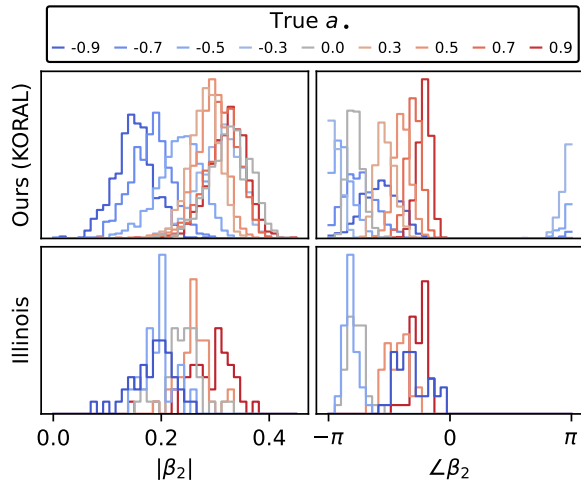 True a•
-0.9 -0.7 -0.5 -0.3 0.0 0.3 0.5 0.7 0.9
Ours (KORAL)
Illinois
0.0 0.2 0.4
−π 0 π
|β₂|
∠β₂